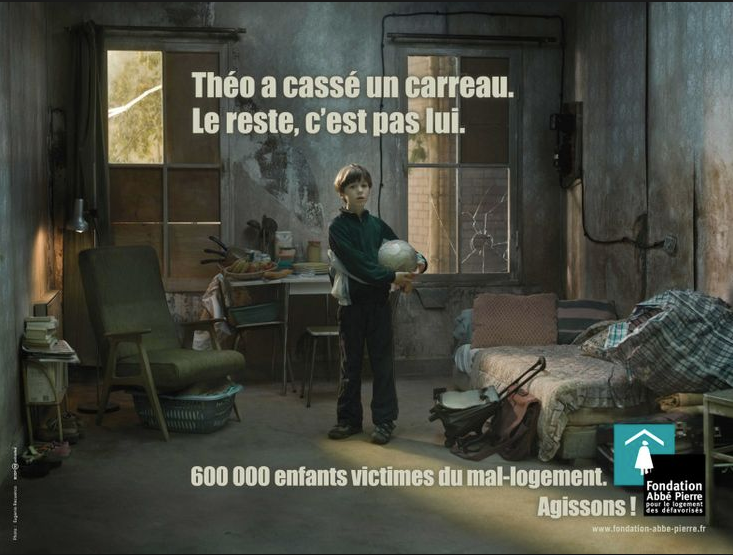 Théo a cassé un carreau.
Le reste, c'est pas lui.
600 000 enfants victimes du mal-logement.
Agissons !
Fondation
Abbé Pierre
pour le logement
des défavorisés
www.fondation-abbe-pierre.fr